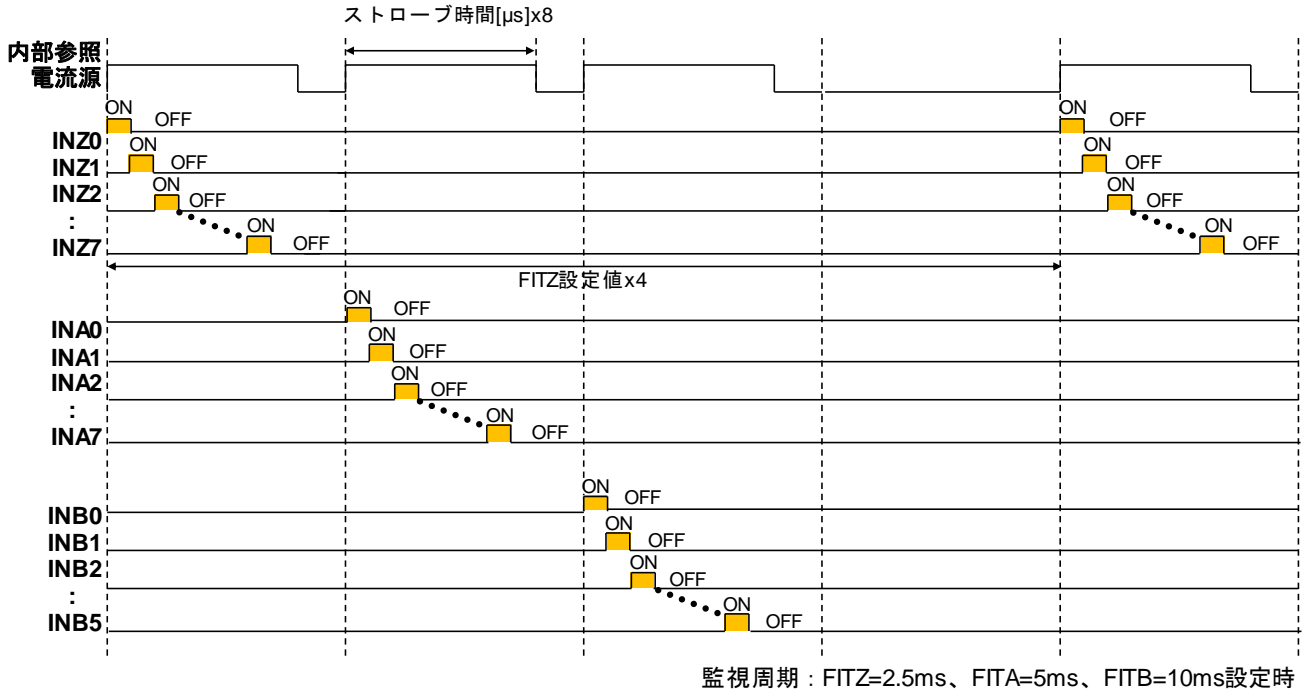 ストローブ時間[µs]x8
内部参照
電流源
ON OFF ON OFF
INZ0
ON OFF ON OFF
INZ1
ON OFF ON OFF
INZ2
:
ON OFF ON OFF
INZ7
FITZ設定値x4
ON OFF
INA0
ON OFF
INA1
ON OFF
INA2
:
ON OFF
INA7
ON OFF
INB0
ON OFF
INB1
ON OFF
INB2
:
ON OFF
INB5
監視周期：FITZ=2.5ms、FITA=5ms、FITB=10ms設定時